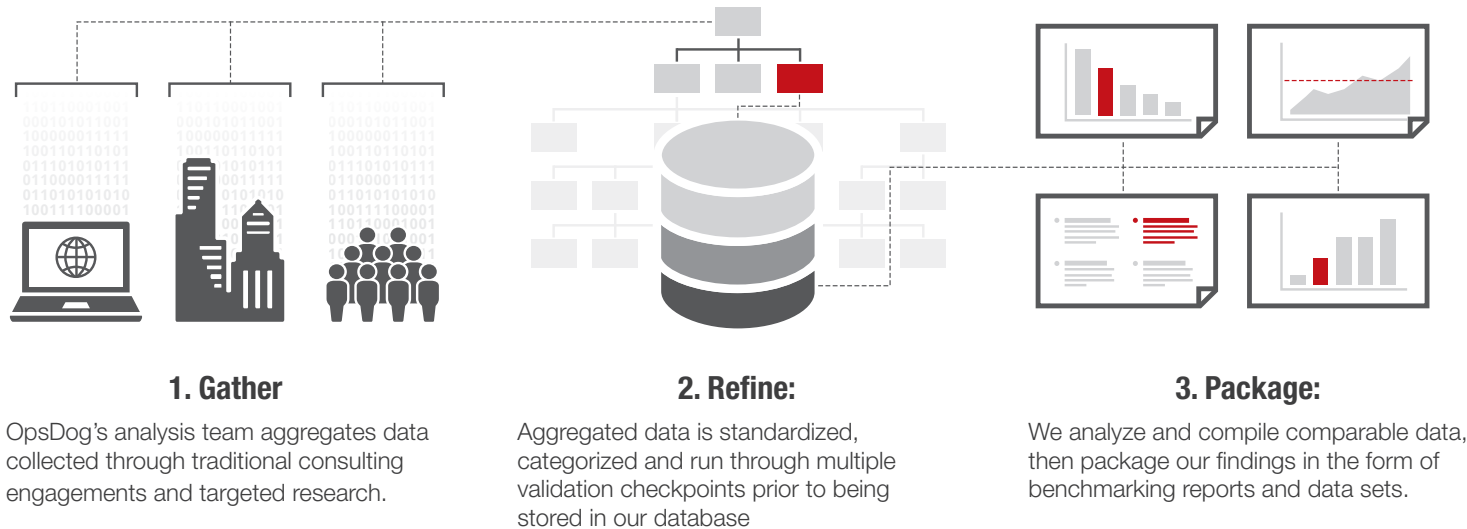 1. Gather
OpsDog's analysis team aggregates data
collected through traditional consulting
engagements and targeted research.
2. Refine:
Aggregated data is standardized,
categorized and run through multiple
validation checkpoints prior to being
stored in our database
3. Package:
We analyze and compile comparable data,
then package our findings in the form of
benchmarking reports and data sets.